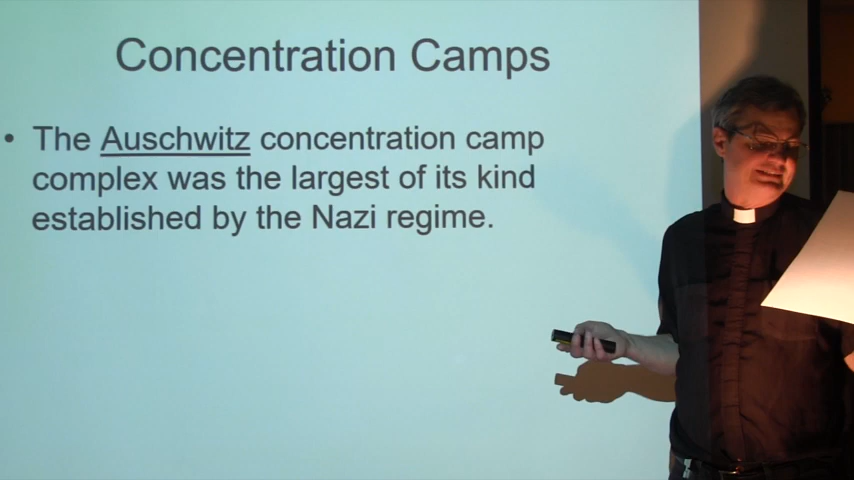 Concentration Camps
• The Auschwitz concentration camp
complex was the largest of its kind
established by the Nazi regime.